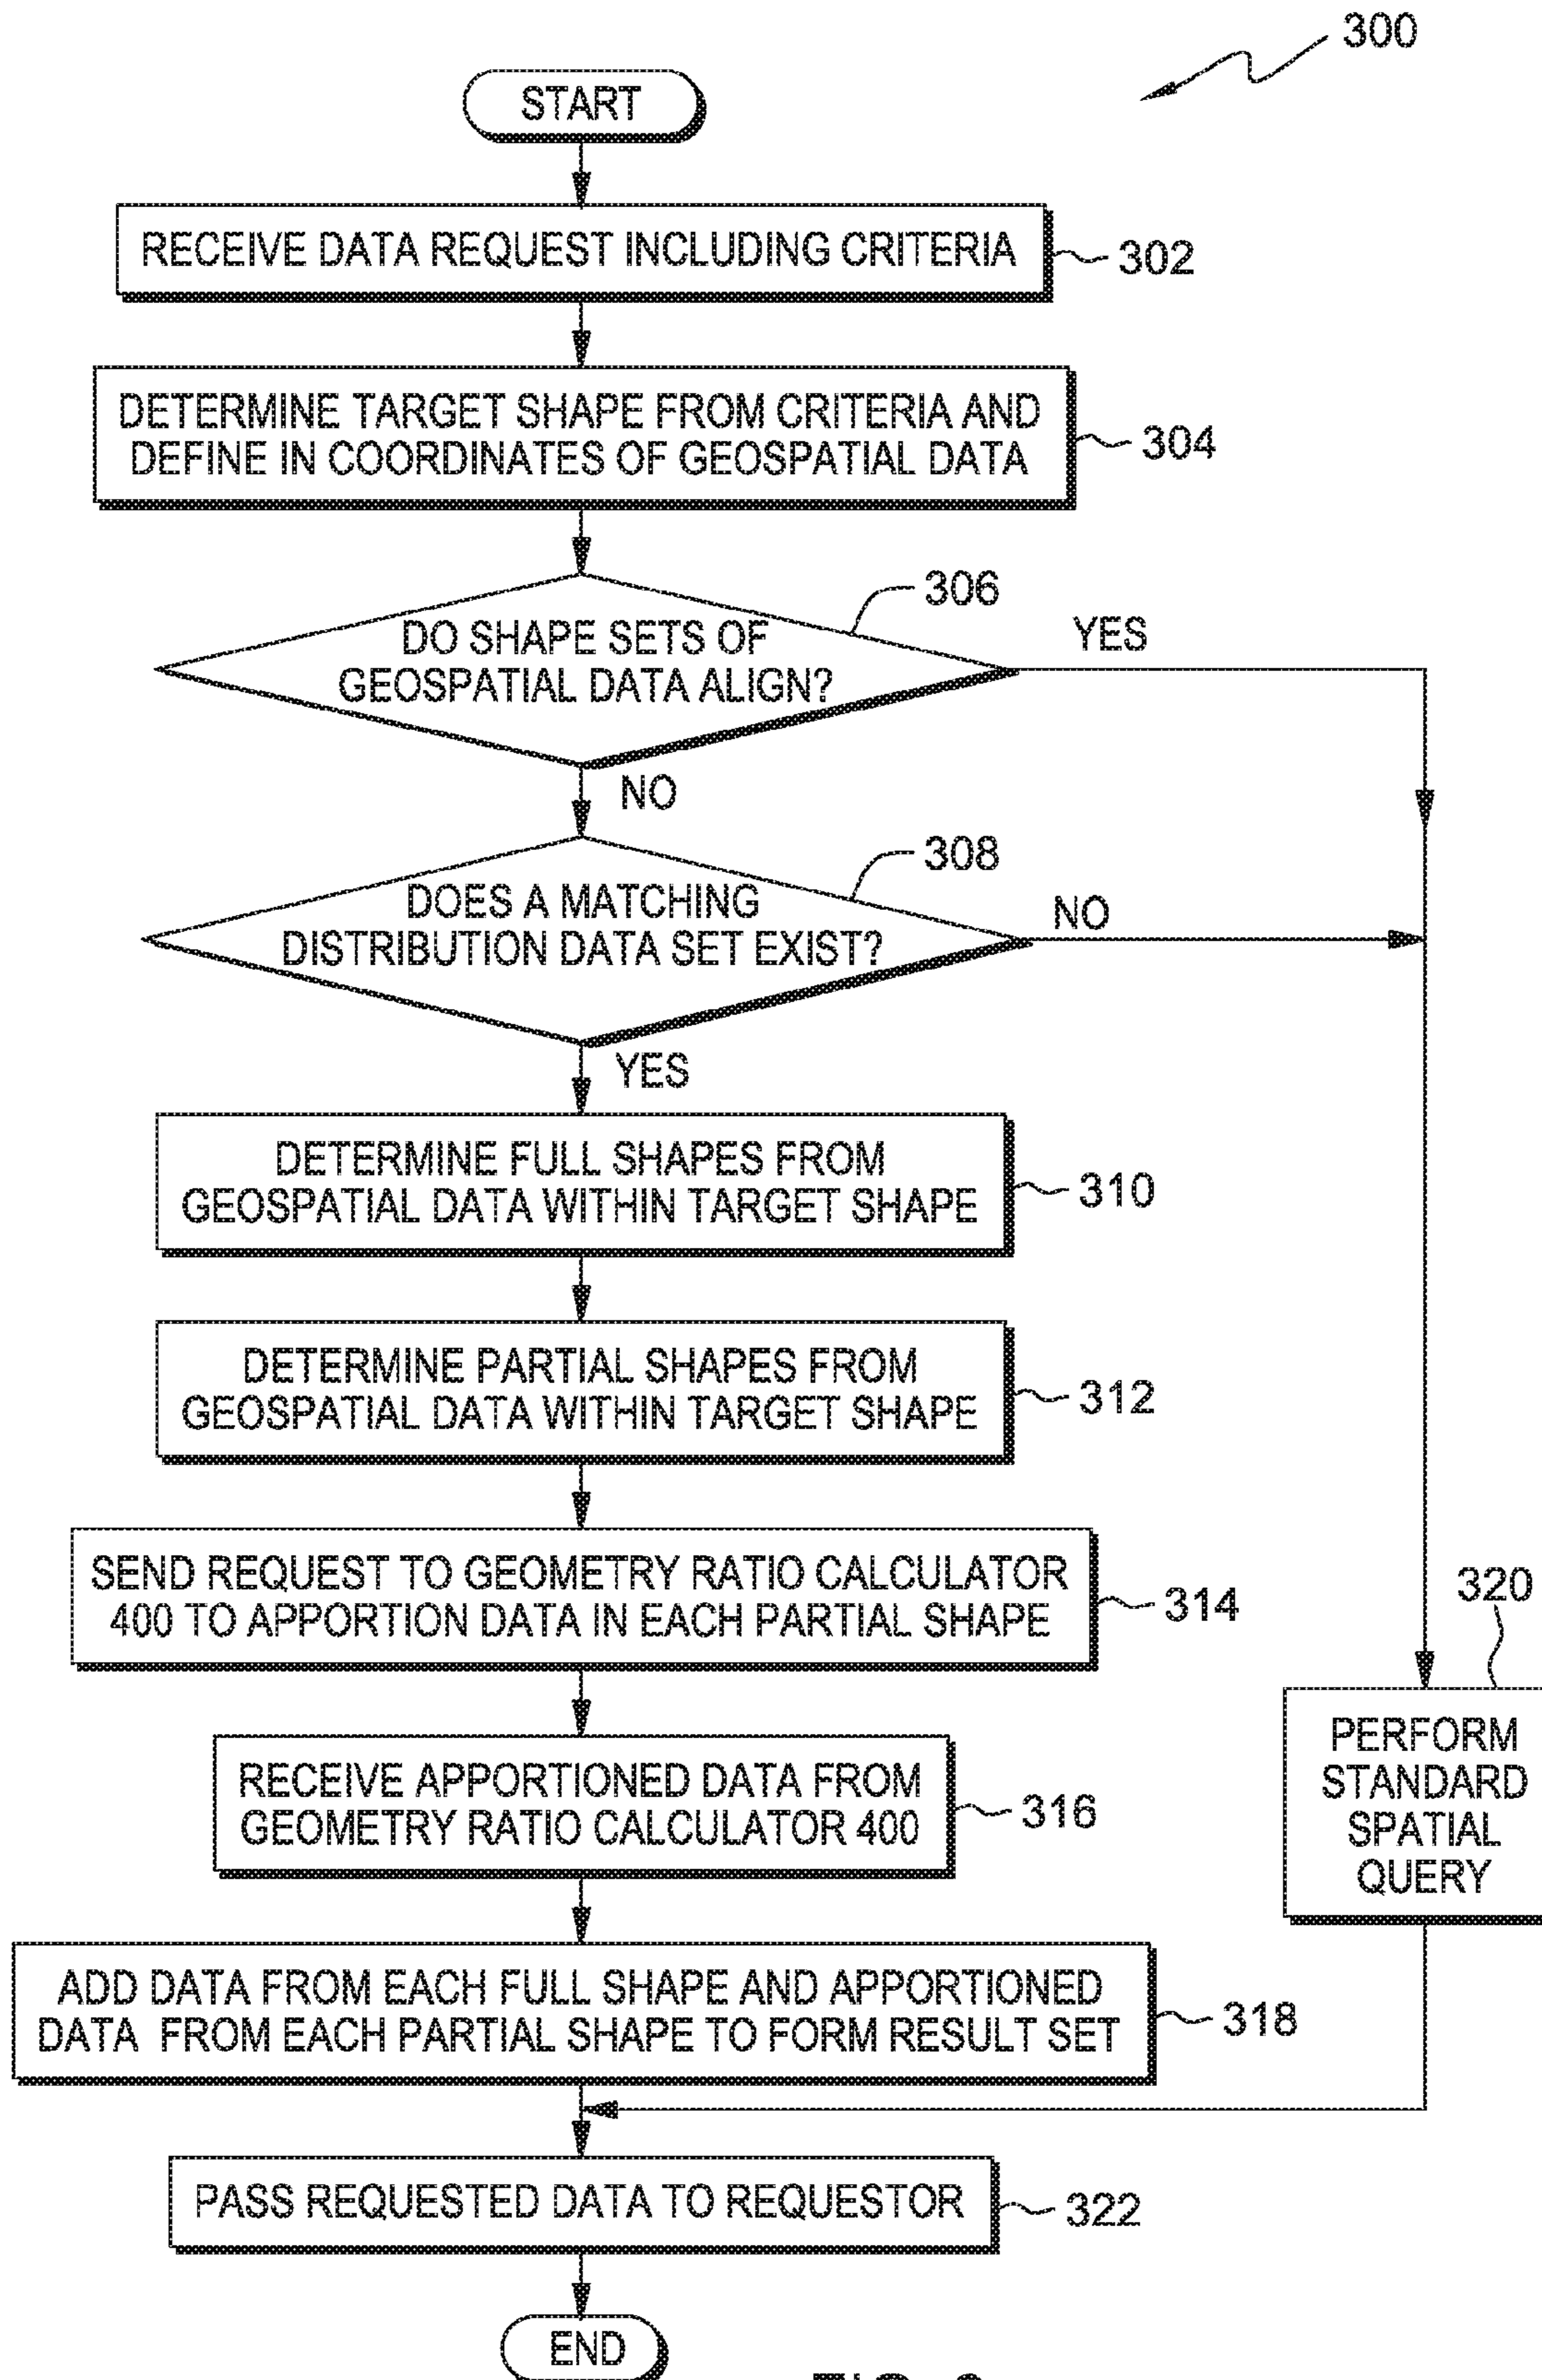 300
START
RECEIVE DATA REQUEST INCLUDING CRITERIA
302
DETERMINE TARGET SHAPE FROM CRITERIA AND
DEFINE IN COORDINATES OF GEOSPATIAL DATA
304
306
DO SHAPE SETS OF
GEOSPATIAL DATA ALIGN?
YES
NO
308
DOES A MATCHING
DISTRIBUTION DATA SET EXIST?
NO
YES
DETERMINE FULL SHAPES FROM
GEOSPATIAL DATA WITHIN TARGET SHAPE
310
DETERMINE PARTIAL SHAPES FROM
GEOSPATIAL DATA WITHIN TARGET SHAPE
312
SEND REQUEST TO GEOMETRY RATIO CALCULATOR
400 TO APPORTION DATA IN EACH PARTIAL SHAPE
314
320
PERFORM
STANDARD
SPATIAL
QUERY
RECEIVE APPORTIONED DATA FROM
GEOMETRY RATIO CALCULATOR 400
316
ADD DATA FROM EACH FULL SHAPE AND APPORTIONED
DATA FROM EACH PARTIAL SHAPE TO FORM RESULT SET
318
PASS REQUESTED DATA TO REQUESTOR
322
END